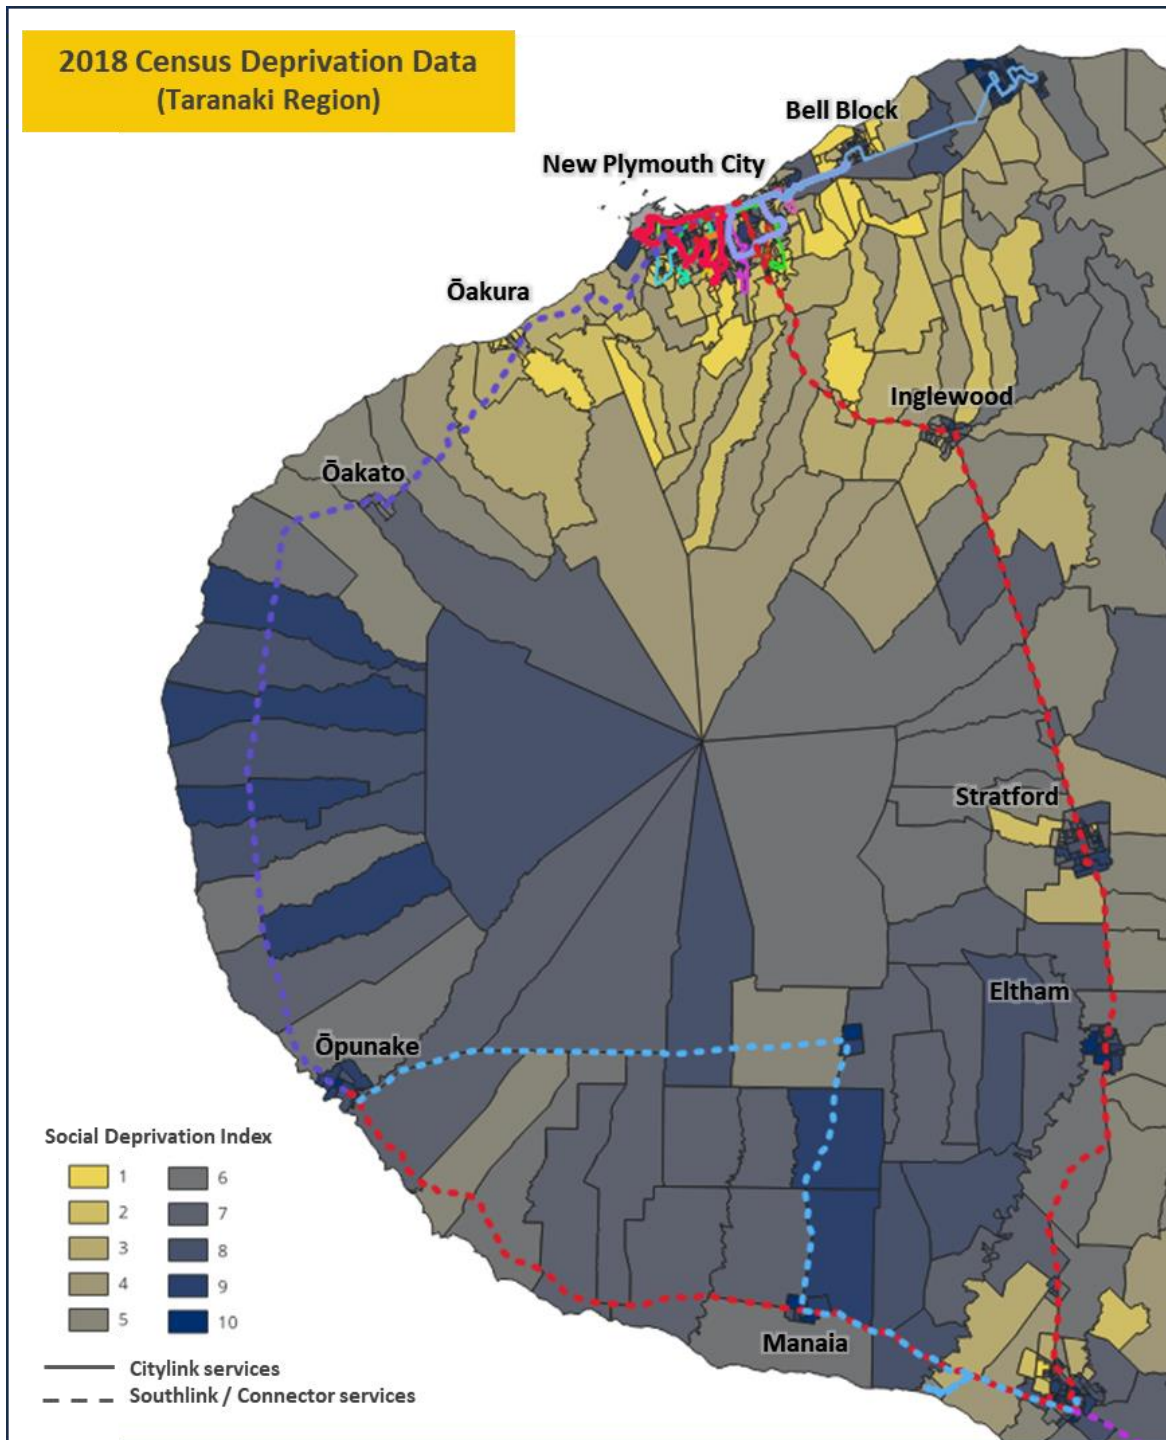 2018 Census Deprivation Data
(Taranaki Region)
Bell Block
New Plymouth City
Ōakura
Inglewood
Ōakato
Stratford
Eltham
Ōpunake
Manaia
Social Deprivation Index
1
2
3
4
5
6
7
8
9
10
Citylink services
Southlink / Connector services